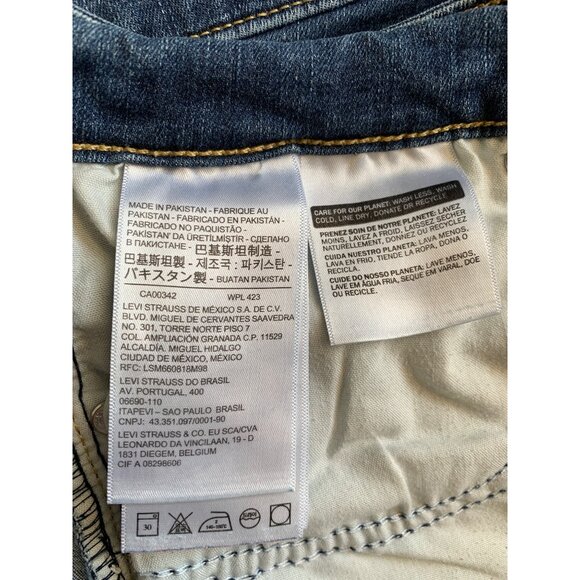 MADE IN PAKISTAN - FABRIQUE AU
PAKISTAN - FABRICADO EN PAKISTÁN -
FABRICADO NO PAQUISTÃO -
PAKISTAN'DA ÜRETİLMİŞTİR - СДЕЛАНО
В ПАКИСТАНЕ - 巴基斯坦制造 -
巴基斯坦製 - 제조국 : 파키스탄 -
パキスタン製 - BUATAN PAKISTAN
CA00342 WPL 423
LEVI STRAUSS DE MÉXICO S.A. DE C.V.
BLVD. MIGUEL DE CERVANTES SAAVEDRA
NO. 301, TORRE NORTE PISO 7
COL. AMPLIACIÓN GRANADA C.P. 11529
ALCALDÍA. MIGUEL HIDALGO
CIUDAD DE MÉXICO, MÉXICO
RFC: LSM660818M98
LEVI STRAUSS DO BRASIL
AV. PORTUGAL, 400
06690-110
ITAPEVI – SAO PAULO BRASIL
CNPJ: 43.351.097/0001-90
LEVI STRAUSS & CO. EU SCA/CVA
LEONARDO DA VINCILAAN, 19 - D
1831 DIEGEM, BELGIUM
CIF A 08298606
30
CARE FOR OUR PLANET: WASH LESS, WASH
COLD, LINE DRY, DONATE OR RECYCLE
PRENEZ SOIN DE NOTRE PLANÈTE: LAVEZ
MOINS, LAVEZ À FROID, LAISSEZ SÉCHER
NATURELLEMENT, DONNEZ OU RECYCLEZ
CUIDA NUESTRO PLANETA: LAVA MENOS,
LAVA EN FRIO, TIENDE LA ROPA, DONA O
RECICLA.
CUIDE DO NOSSO PLANETA: LAVE MENOS,
LAVE EM ÁGUA FRIA, SEQUE EM VARAL, DOE
OU RECICLE.